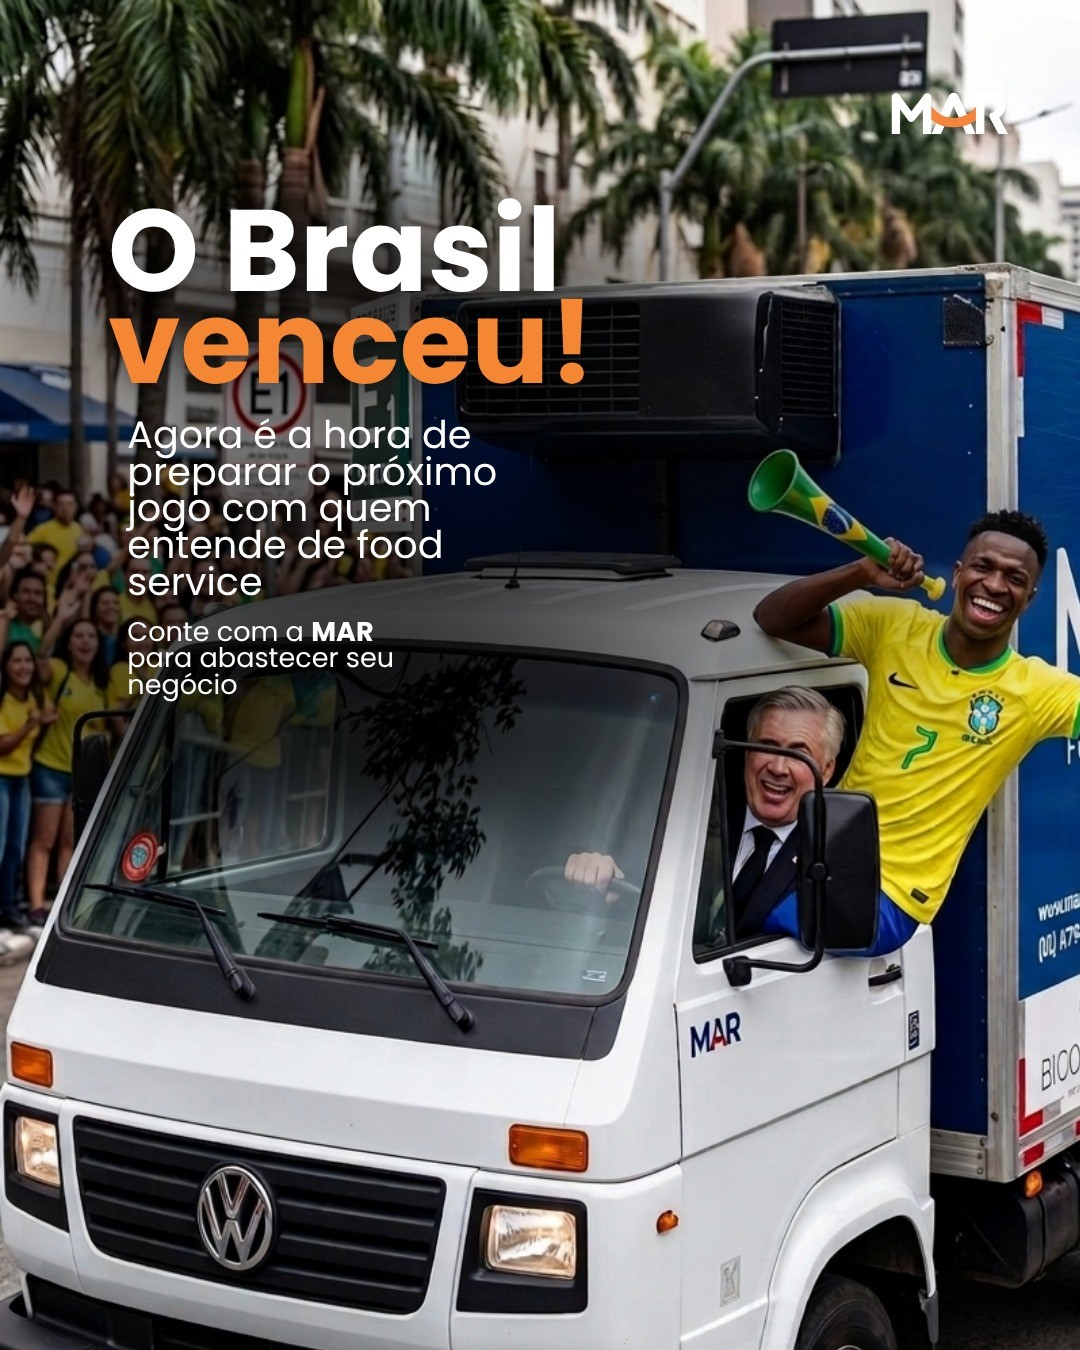 MAR
O Brasil
venceu!
E1
Agora é a hora de
preparar o próximo
jogo com quem
entende de food
service
Conte com a MAR
para abastecer seu
negócio
7
MAR